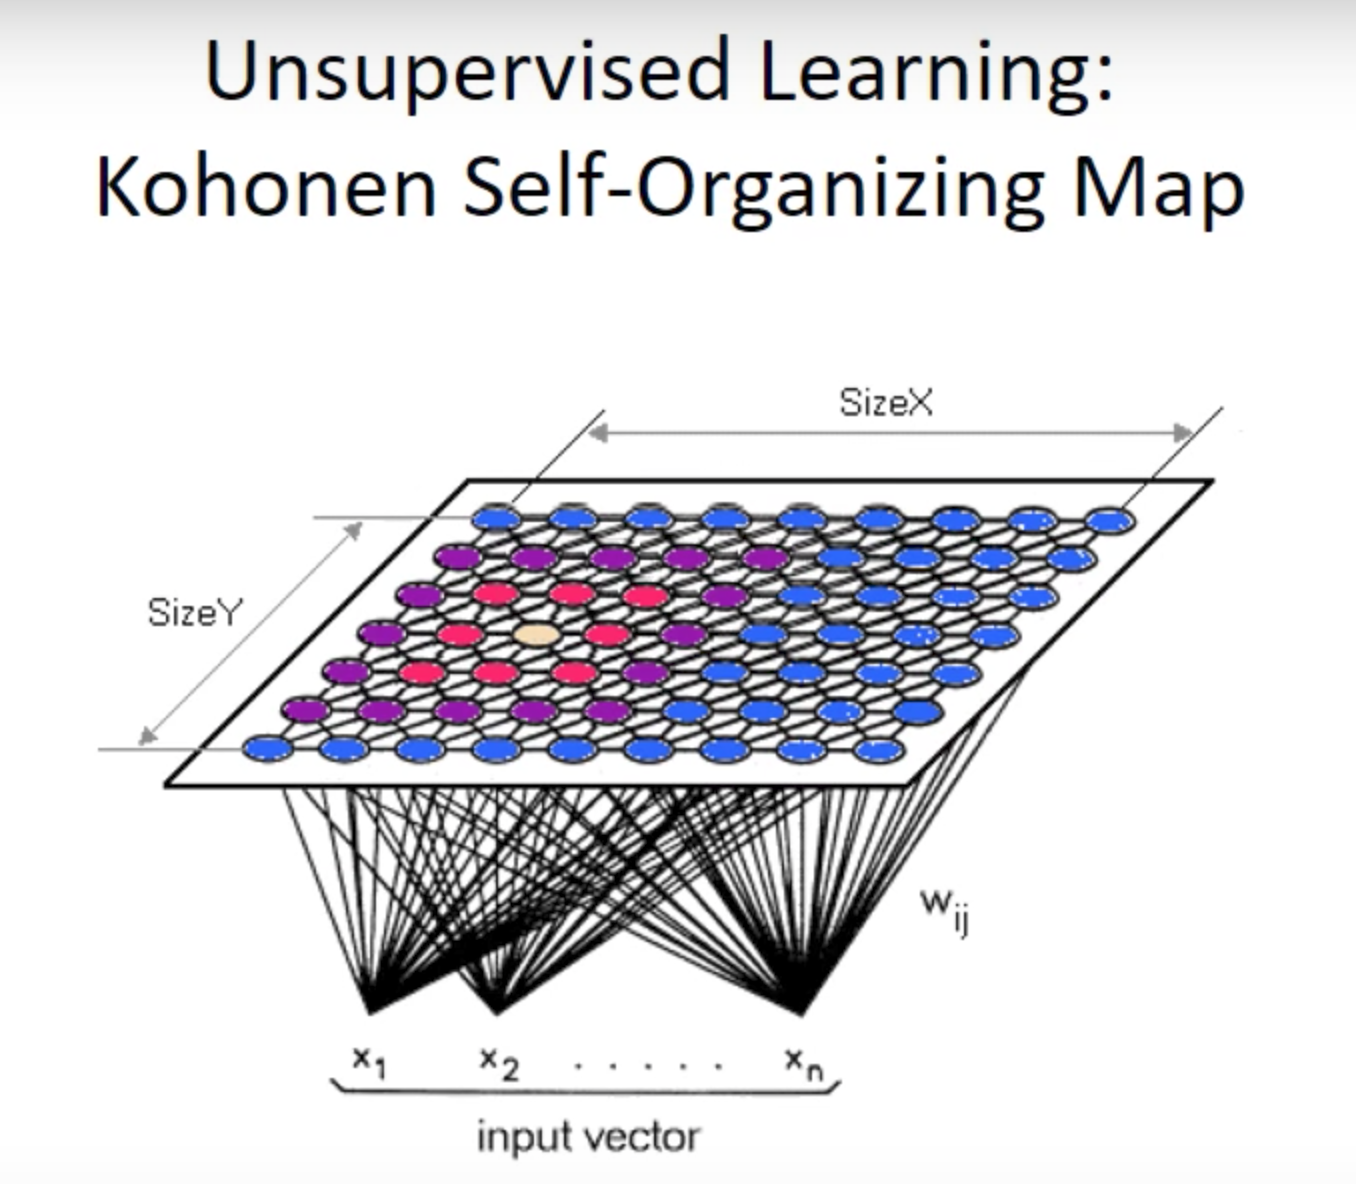 Unsupervised Learning:
Kohonen Self-Organizing Map
SizeX
SizeY
wij
x1 x2 . . . . . xn
input vector